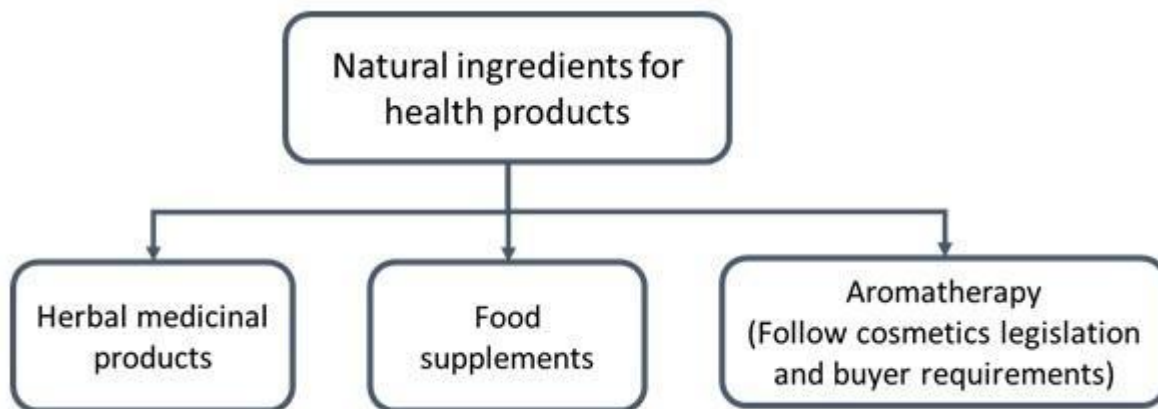 Natural ingredients for
health products
Herbal medicinal
products
Food
supplements
Aromatherapy
(Follow cosmetics legislation
and buyer requirements)